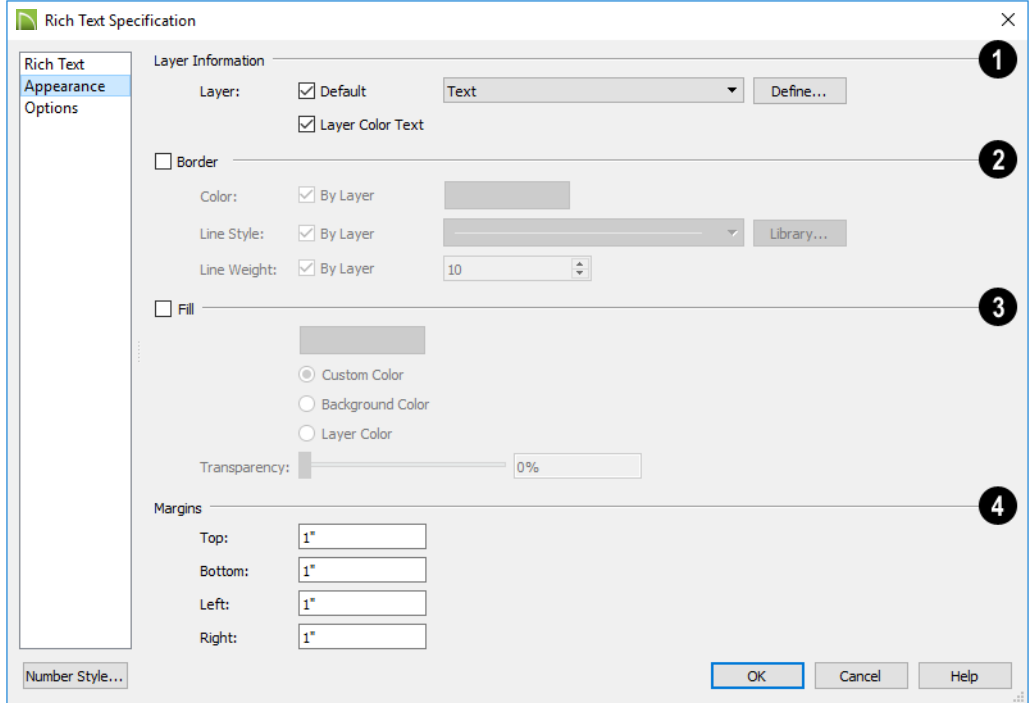 Rich Text Specification
Rich Text
Appearance
Options
Layer Information
1
Layer: Default Text Define...
Layer Color Text
Border
2
Color: By Layer
Line Style: By Layer Library...
Line Weight: By Layer 10
Fill
3
Custom Color
Background Color
Layer Color
Transparency: 0%
Margins
4
Top: 1"
Bottom: 1"
Left: 1"
Right: 1"
Number Style... OK Cancel Help